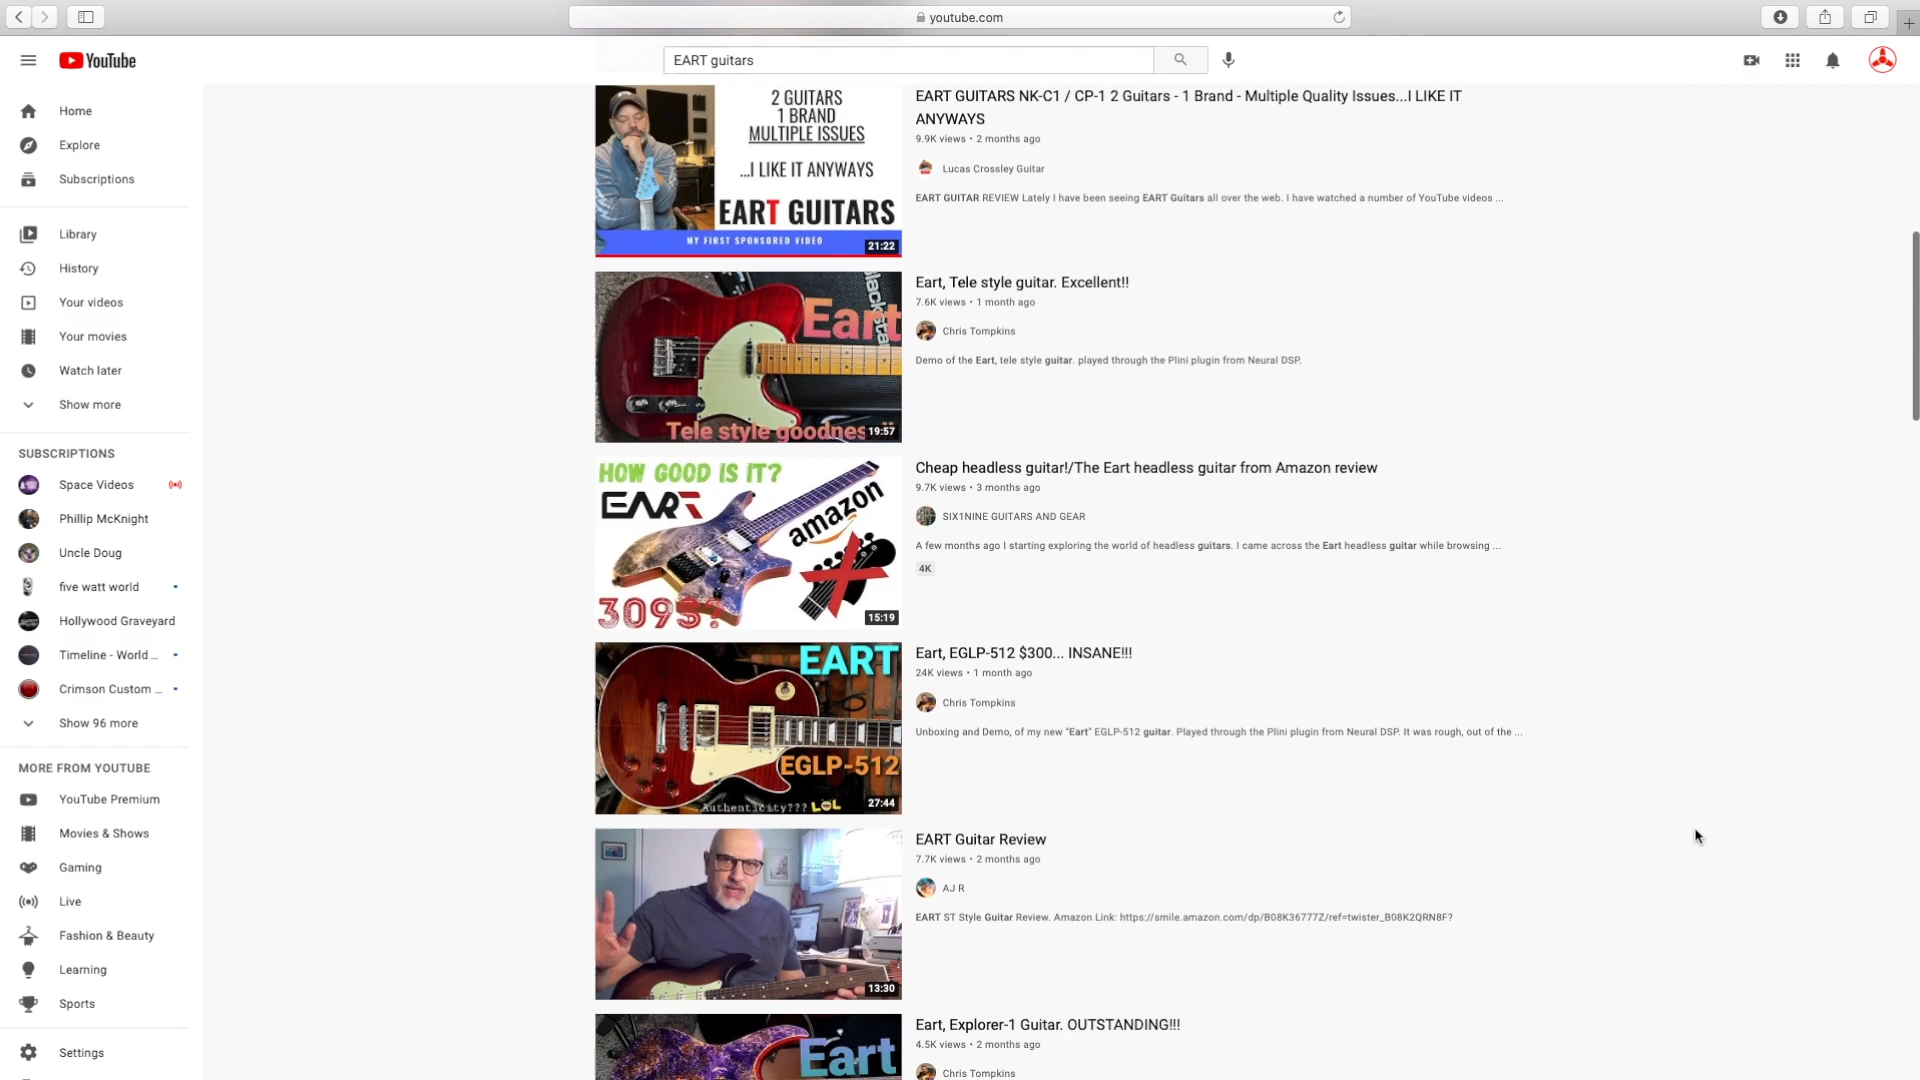 youtube.com
YouTube
EART guitars
Home
Explore
Subscriptions
Library
History
Your videos
Your movies
Watch later
Show more
SUBSCRIPTIONS
Space Videos
Phillip McKnight
Uncle Doug
five watt world
Hollywood Graveyard
Timeline - World ...
Crimson Custom ...
Show 96 more
MORE FROM YOUTUBE
YouTube Premium
Movies & Shows
Gaming
Live
Fashion & Beauty
Learning
Sports
Settings
2 GUITARS
1 BRAND
MULTIPLE ISSUES
...I LIKE IT ANYWAYS
EART GUITARS
MY FIRST SPONSORED VIDEO
21:22
EART GUITARS NK-C1 / CP-1 2 Guitars - 1 Brand - Multiple Quality Issues...I LIKE IT
ANYWAYS
9.9K views • 2 months ago
Lucas Crossley Guitar
EART GUITAR REVIEW Lately I have been seeing EART Guitars all over the web. I have watched a number of YouTube videos ...
Blackstar
Eart
Tele style goodness
19:57
Eart, Tele style guitar. Excellent!!
7.6K views • 1 month ago
Chris Tompkins
Demo of the Eart, tele style guitar. played through the Plini plugin from Neural DSP.
HOW GOOD IS IT?
EART
amazon
309$?
15:19
Cheap headless guitar!/The Eart headless guitar from Amazon review
9.7K views • 3 months ago
SIX1NINE GUITARS AND GEAR
A few months ago I starting exploring the world of headless guitars. I came across the Eart headless guitar while browsing ...
4K
EART
EGLP-512
Authenticity??? LOL
27:44
Eart, EGLP-512 $300... INSANE!!!
24K views • 1 month ago
Chris Tompkins
Unboxing and Demo, of my new "Eart" EGLP-512 guitar. Played through the Plini plugin from Neural DSP. It was rough, out of the ...
13:30
EART Guitar Review
7.7K views • 2 months ago
AJ R
EART ST Style Guitar Review. Amazon Link: https://smile.amazon.com/dp/B08K36777Z/ref=twister_B08K2QRN8F?
Eart
Eart, Explorer-1 Guitar. OUTSTANDING!!!
4.5K views • 2 months ago
Chris Tompkins